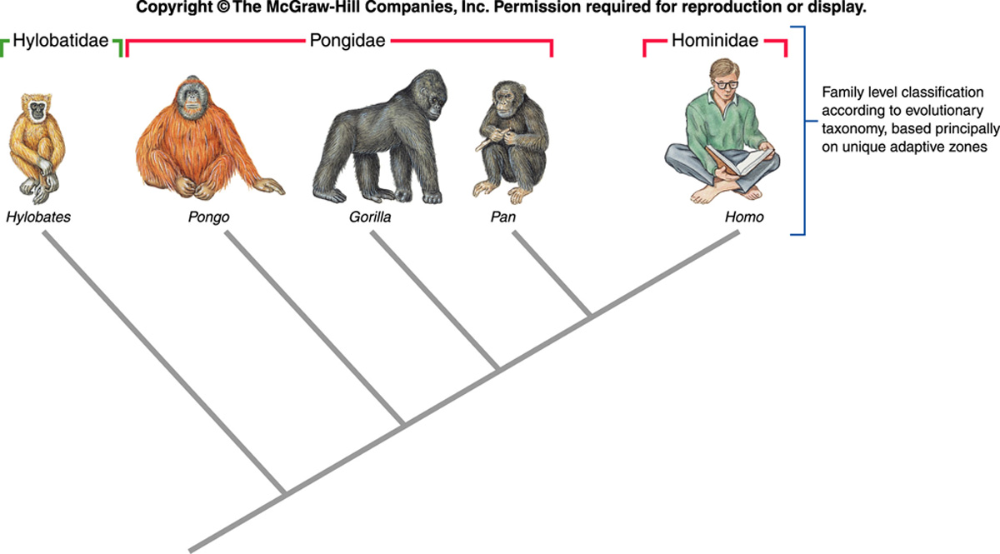 Copyright © The McGraw-Hill Companies, Inc. Permission required for reproduction or display.
Hylobatidae
Pongidae
Hominidae
Family level classification
according to evolutionary
taxonomy, based principally
on unique adaptive zones
Hylobates
Pongo
Gorilla
Pan
Homo